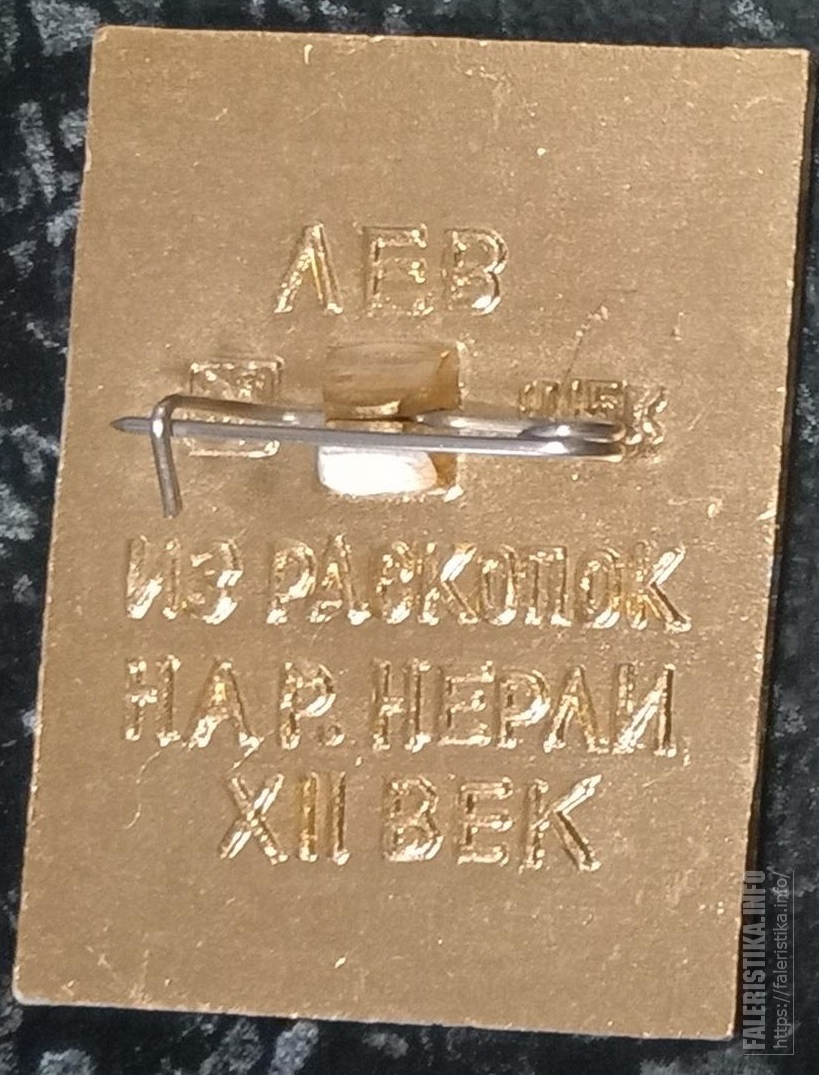 ЛЕВ
ИЗ РАСКОПОК
НА Р. НЕРЛИ
XII ВЕК
FALERISTIKA.INFO
https://faleristika.info/